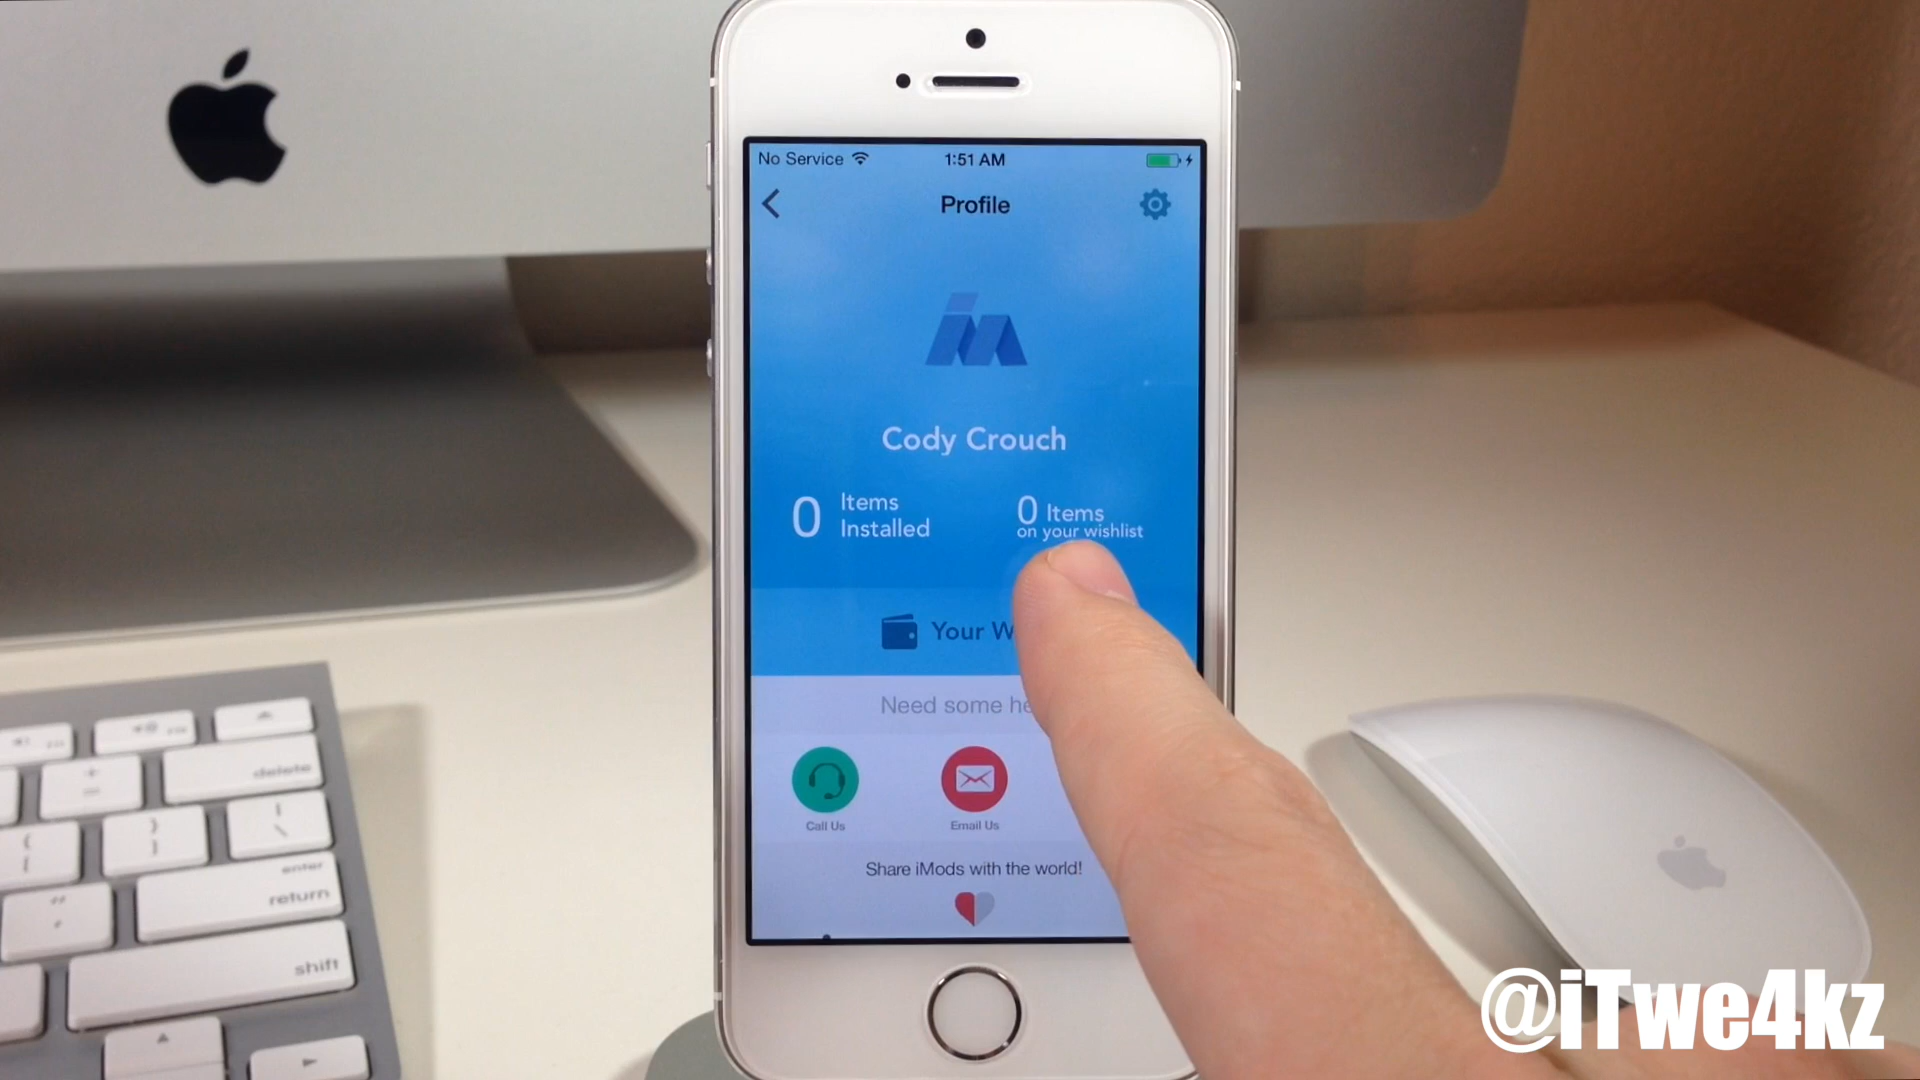 No Service
1:51 AM
Profile
Cody Crouch
0 Items
Installed
0 Items
on your wishlist
Your W
Need some he
Call Us
Email Us
Share iMods with the world!
delete
enter
return
shift
@iTwe4kz